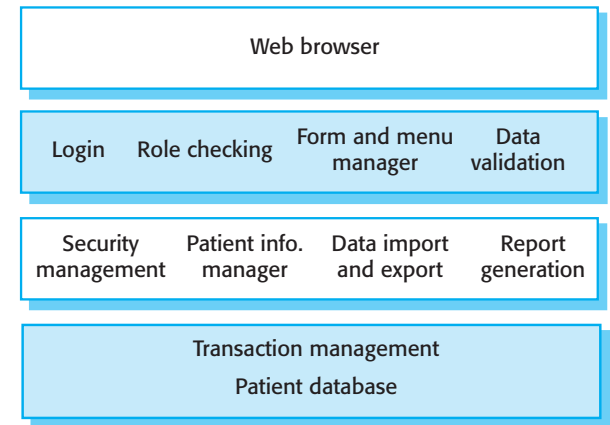 Web browser
Login Role checking Form and menu manager Data validation
Security management Patient info. manager Data import and export Report generation
Transaction management
Patient database